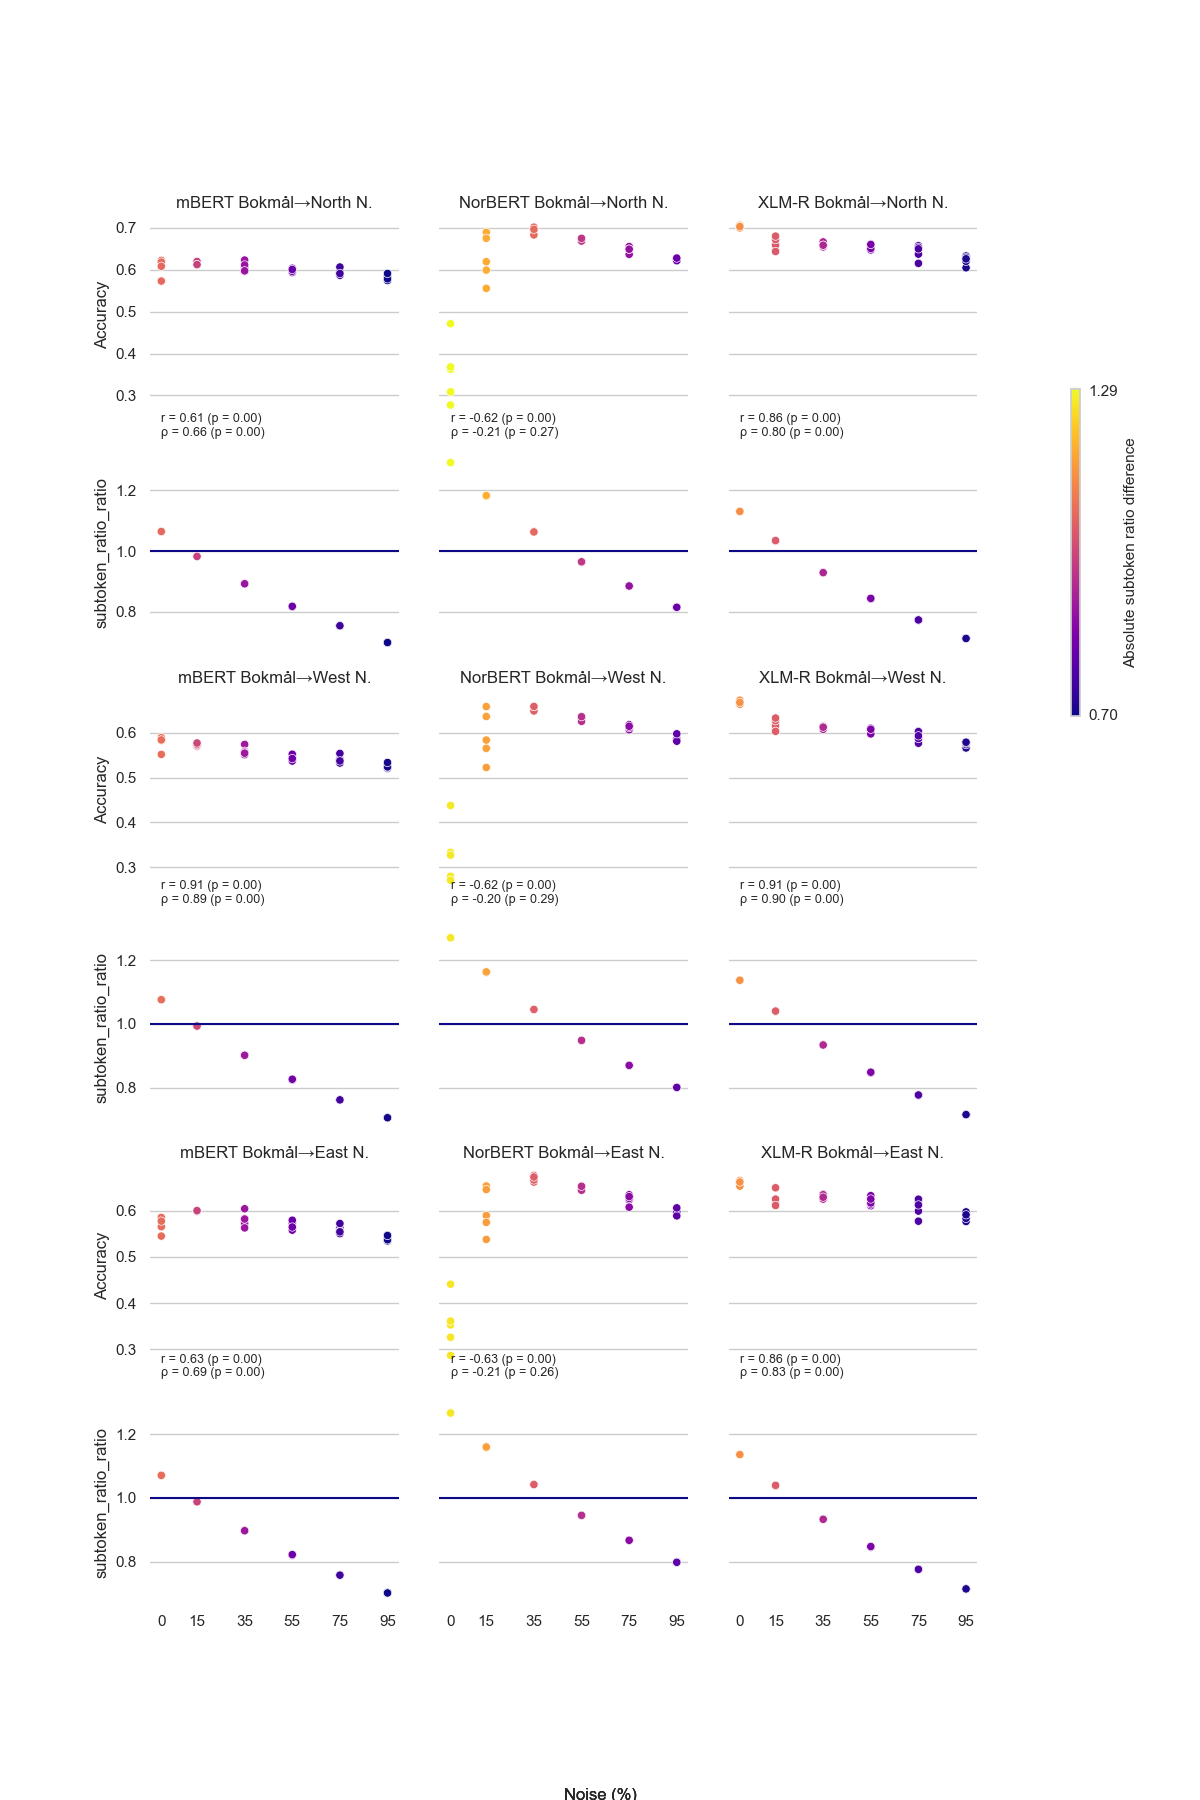 mBERT Bokmål→North N.
NorBERT Bokmål→North N.
XLM-R Bokmål→North N.
Accuracy
0.7
0.6
0.5
0.4
0.3
r = 0.61 (p = 0.00)
ρ = 0.66 (p = 0.00)
r = -0.62 (p = 0.00)
ρ = -0.21 (p = 0.27)
r = 0.86 (p = 0.00)
ρ = 0.80 (p = 0.00)
subtoken_ratio_ratio
1.2
1.0
0.8
mBERT Bokmål→West N.
NorBERT Bokmål→West N.
XLM-R Bokmål→West N.
Accuracy
0.6
0.5
0.4
0.3
r = 0.91 (p = 0.00)
ρ = 0.89 (p = 0.00)
r = -0.62 (p = 0.00)
ρ = -0.20 (p = 0.29)
r = 0.91 (p = 0.00)
ρ = 0.90 (p = 0.00)
subtoken_ratio_ratio
1.2
1.0
0.8
mBERT Bokmål→East N.
NorBERT Bokmål→East N.
XLM-R Bokmål→East N.
Accuracy
0.6
0.5
0.4
0.3
r = 0.63 (p = 0.00)
ρ = 0.69 (p = 0.00)
r = -0.63 (p = 0.00)
ρ = -0.21 (p = 0.26)
r = 0.86 (p = 0.00)
ρ = 0.83 (p = 0.00)
subtoken_ratio_ratio
1.2
1.0
0.8
0 15 35 55 75 95
0 15 35 55 75 95
0 15 35 55 75 95
Noise (%)
1.29
Absolute subtoken ratio difference
0.70